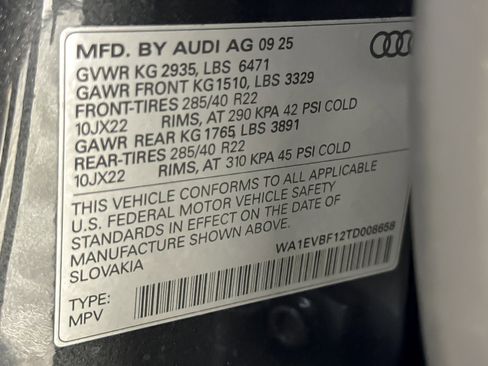 MFD. BY AUDI AG 09 25
GVWR KG 2935, LBS 6471
GAWR FRONT KG1510, LBS 3329
FRONT-TIRES 285/40 R22
10JX22 RIMS, AT 290 KPA 42 PSI COLD
GAWR REAR KG1765, LBS 3891
REAR-TIRES 285/40 R22
10JX22 RIMS, AT 310 KPA 45 PSI COLD
THIS VEHICLE CONFORMS TO ALL APPLICABLE
U.S. FEDERAL MOTOR VEHICLE SAFETY
STANDARDS IN EFFECT ON THE DATE OF
MANUFACTURE SHOWN ABOVE.
SLOVAKIA
WA1EVBF12TD008658
TYPE:
MPV